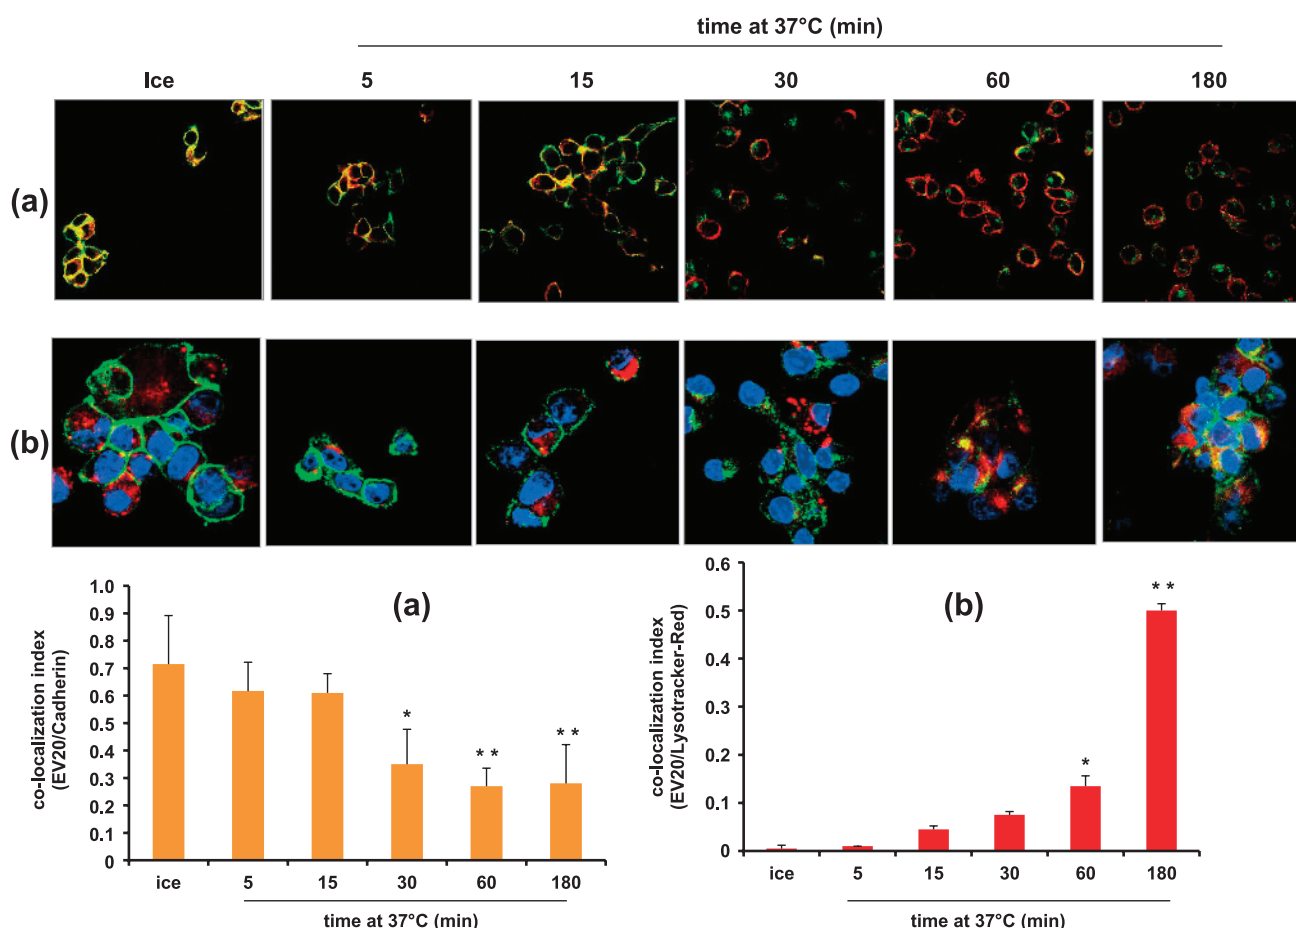 time at 37°C (min)
Ice 5 15 30 60 180
(a)
(b)
(a)
co-localization index
(EV20/Cadherin)
1.0
0.9
0.8
0.7
0.6
0.5
0.4
0.3
0.2
0.1
0
*
* *
* *
ice 5 15 30 60 180
time at 37°C (min)
(b)
co-localization index
(EV20/Lysotracker-Red)
0.6
0.5
0.4
0.3
0.2
0.1
0
*
* *
ice 5 15 30 60 180
time at 37°C (min)